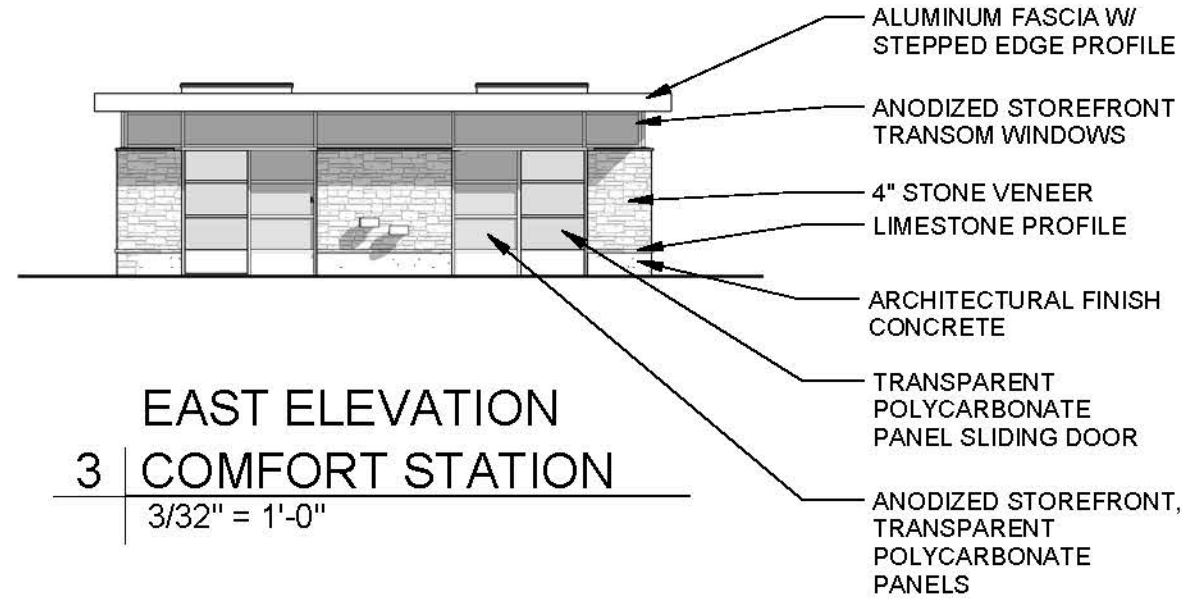 ALUMINUM FASCIA W/
STEPPED EDGE PROFILE
ANODIZED STOREFRONT
TRANSOM WINDOWS
4" STONE VENEER
LIMESTONE PROFILE
ARCHITECTURAL FINISH
CONCRETE
TRANSPARENT
POLYCARBONATE
PANEL SLIDING DOOR
ANODIZED STOREFRONT,
TRANSPARENT
POLYCARBONATE
PANELS
EAST ELEVATION
3 COMFORT STATION
3/32" = 1'-0"